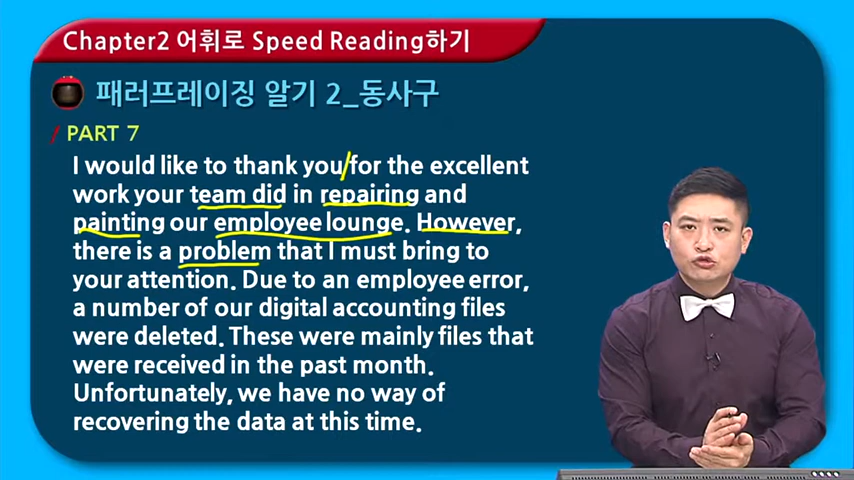 Chapter2 어휘로 Speed Reading하기
패러프레이징 알기 2_동사구
/ PART 7
I would like to thank you/for the excellent
work your team did in repairing and
painting our employee lounge. However,
there is a problem that I must bring to
your attention. Due to an employee error,
a number of our digital accounting files
were deleted. These were mainly files that
were received in the past month.
Unfortunately, we have no way of
recovering the data at this time.